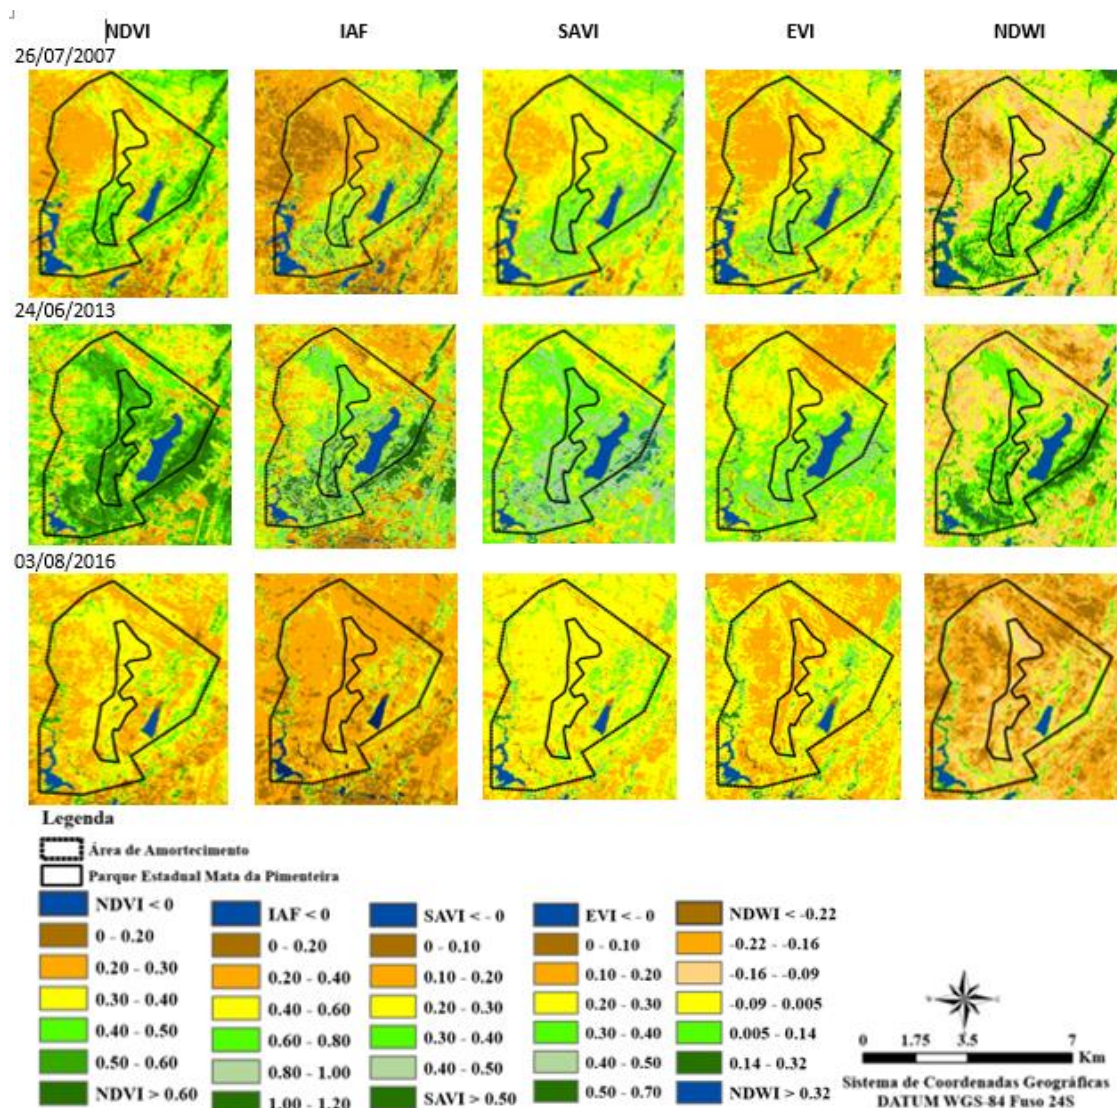 NDVI IAF SAVI EVI NDWI
26/07/2007
24/06/2013
03/08/2016
Legenda
Área de Amortecimento
Parque Estadual Mata da Pimenteira
NDVI < 0
0 - 0.20
0.20 - 0.30
0.30 - 0.40
0.40 - 0.50
0.50 - 0.60
NDVI > 0.60
IAF < 0
0 - 0.20
0.20 - 0.40
0.40 - 0.60
0.60 - 0.80
0.80 - 1.00
1.00 - 1.20
SAVI < - 0
0 - 0.10
0.10 - 0.20
0.20 - 0.30
0.30 - 0.40
0.40 - 0.50
SAVI > 0.50
EVI < - 0
0 - 0.10
0.10 - 0.20
0.20 - 0.30
0.30 - 0.40
0.40 - 0.50
0.50 - 0.70
NDWI < -0.22
-0.22 - -0.16
-0.16 - -0.09
-0.09 - 0.005
0.005 - 0.14
0.14 - 0.32
NDWI > 0.32
0 1.75 3.5 7
Km
Sistema de Coordenadas Geográficas
DATUM WGS-84 Fuso 24S